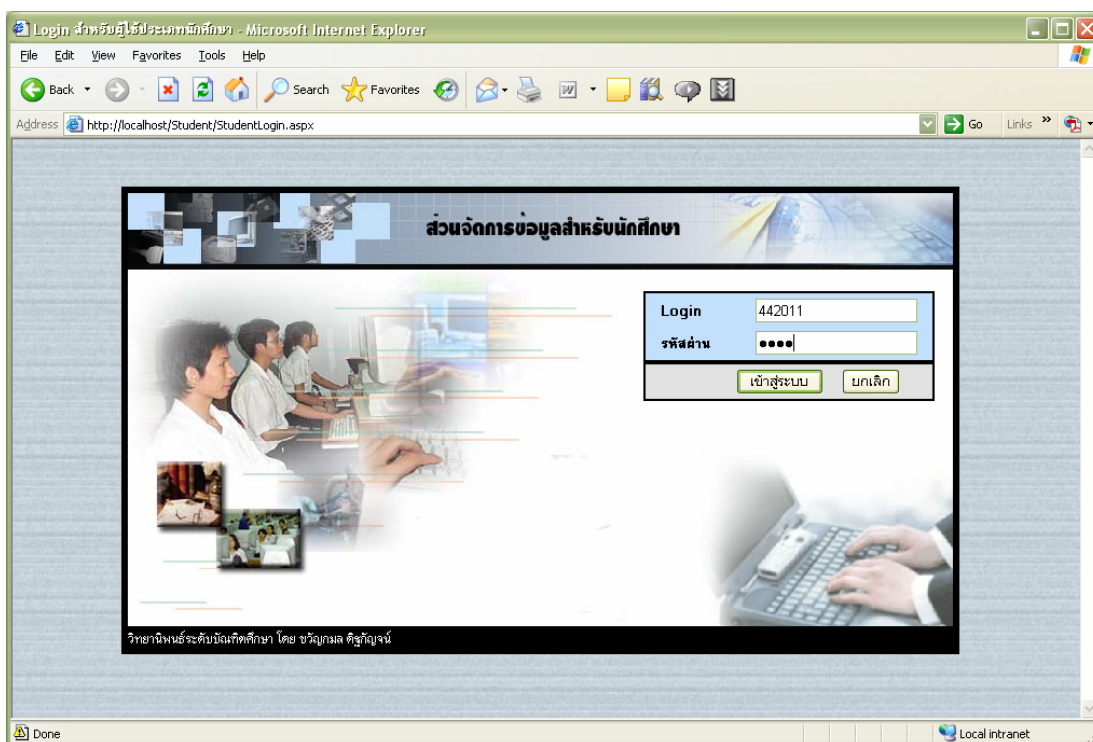 Login สำหรับผู้ใช้ประเภทนักศึกษา - Microsoft Internet Explorer
File Edit View Favorites Tools Help
Back Search Favorites
Address http://localhost/Student/StudentLogin.aspx Go Links »
ส่วนจัดการข้อมูลสำหรับนักศึกษา
Login 442011
รหัสผ่าน ●●●●
เข้าสู่ระบบ ยกเลิก
วิทยานิพนธ์ระดับบัณฑิตศึกษา โดย ขวัญกมล ดิฐกัญจน์
Done Local intranet